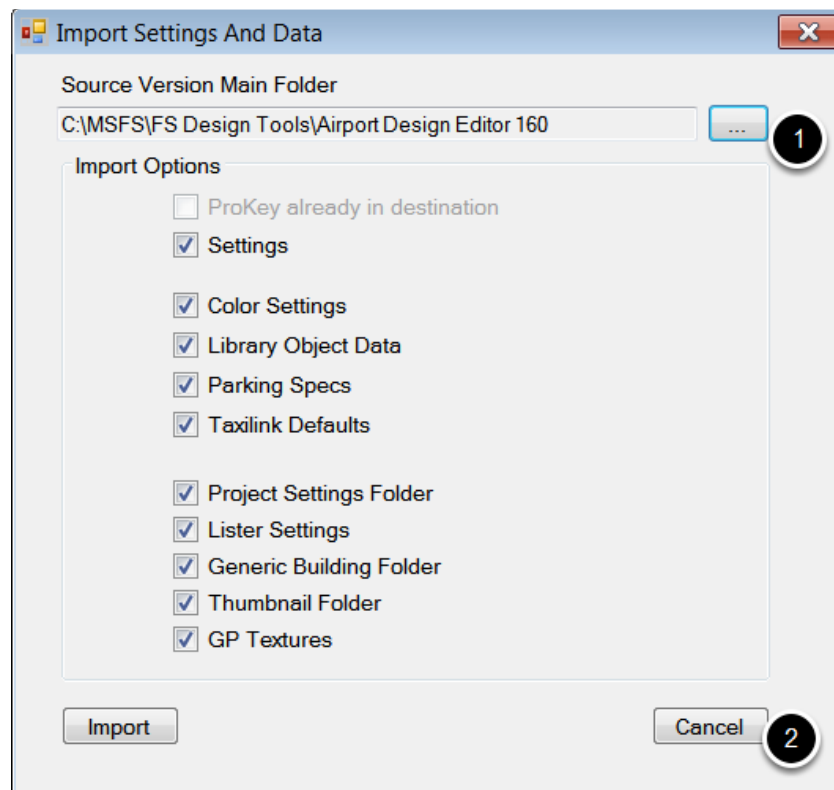 Import Settings And Data
Source Version Main Folder
C:\MSFS\FS Design Tools\Airport Design Editor 160
...
1
Import Options
ProKey already in destination
Settings
Color Settings
Library Object Data
Parking Specs
Taxilink Defaults
Project Settings Folder
Lister Settings
Generic Building Folder
Thumbnail Folder
GP Textures
Import
Cancel
2